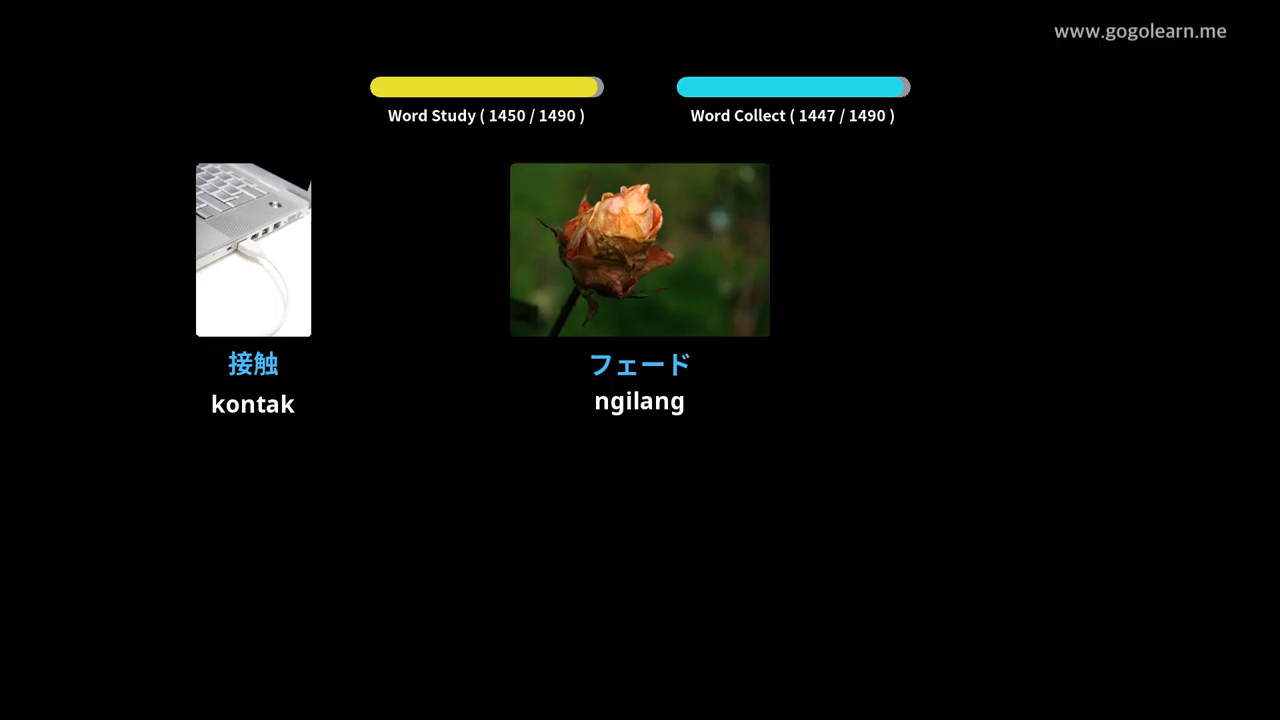 www.gogolearn.me
Word Study ( 1450 / 1490 )
Word Collect ( 1447 / 1490 )
接触
kontak
フェード
ngilang